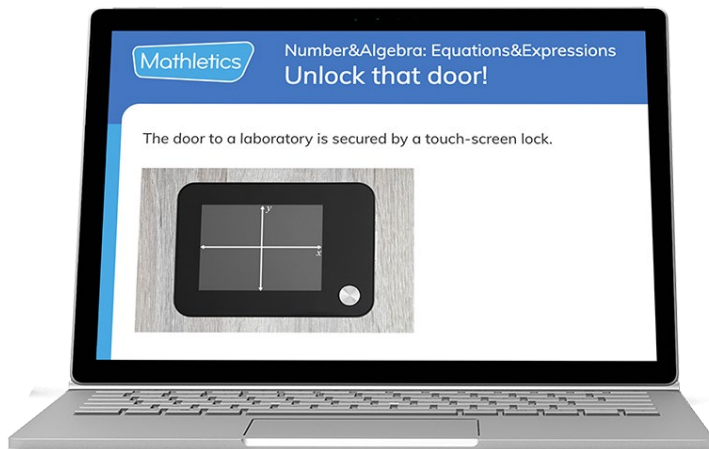 Mathletics
Number&Algebra: Equations&Expressions
Unlock that door!
The door to a laboratory is secured by a touch-screen lock.
y
x